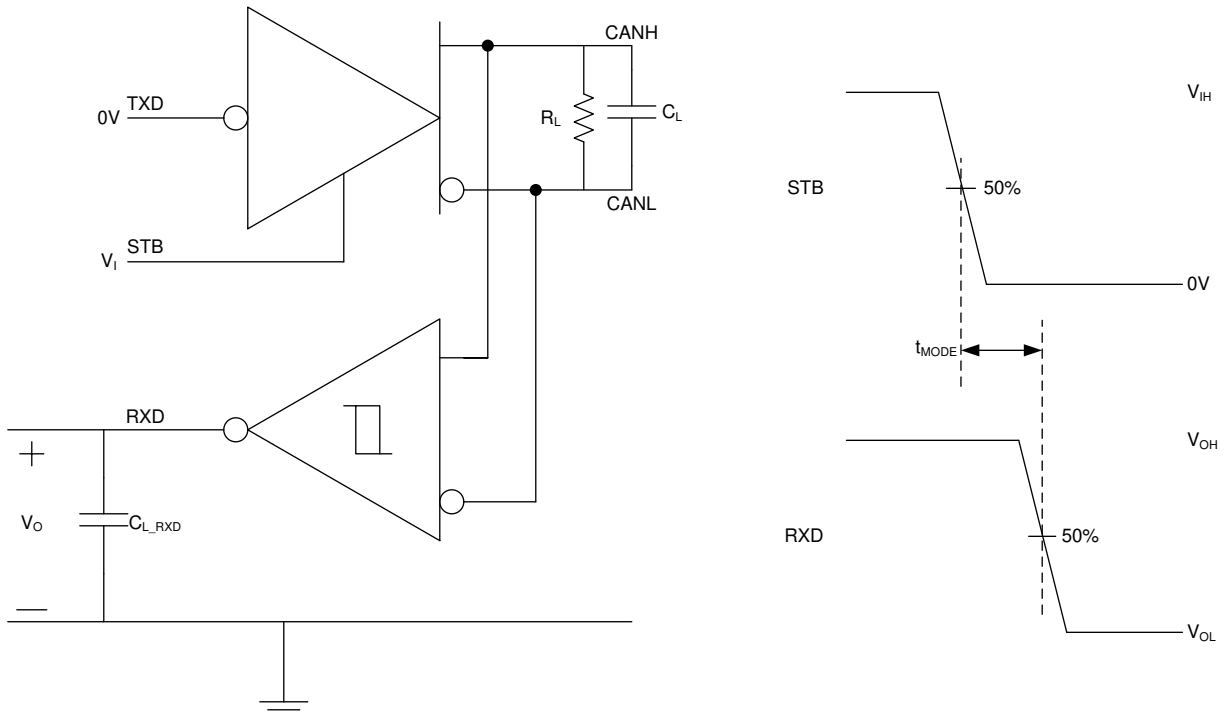 CANH
TXD
0V
R_L
C_L
CANL
STB
V_I
RXD
+
V_O
C_L_RXD
—
V_IH
STB
50%
0V
t_MODE
V_OH
RXD
50%
V_OL